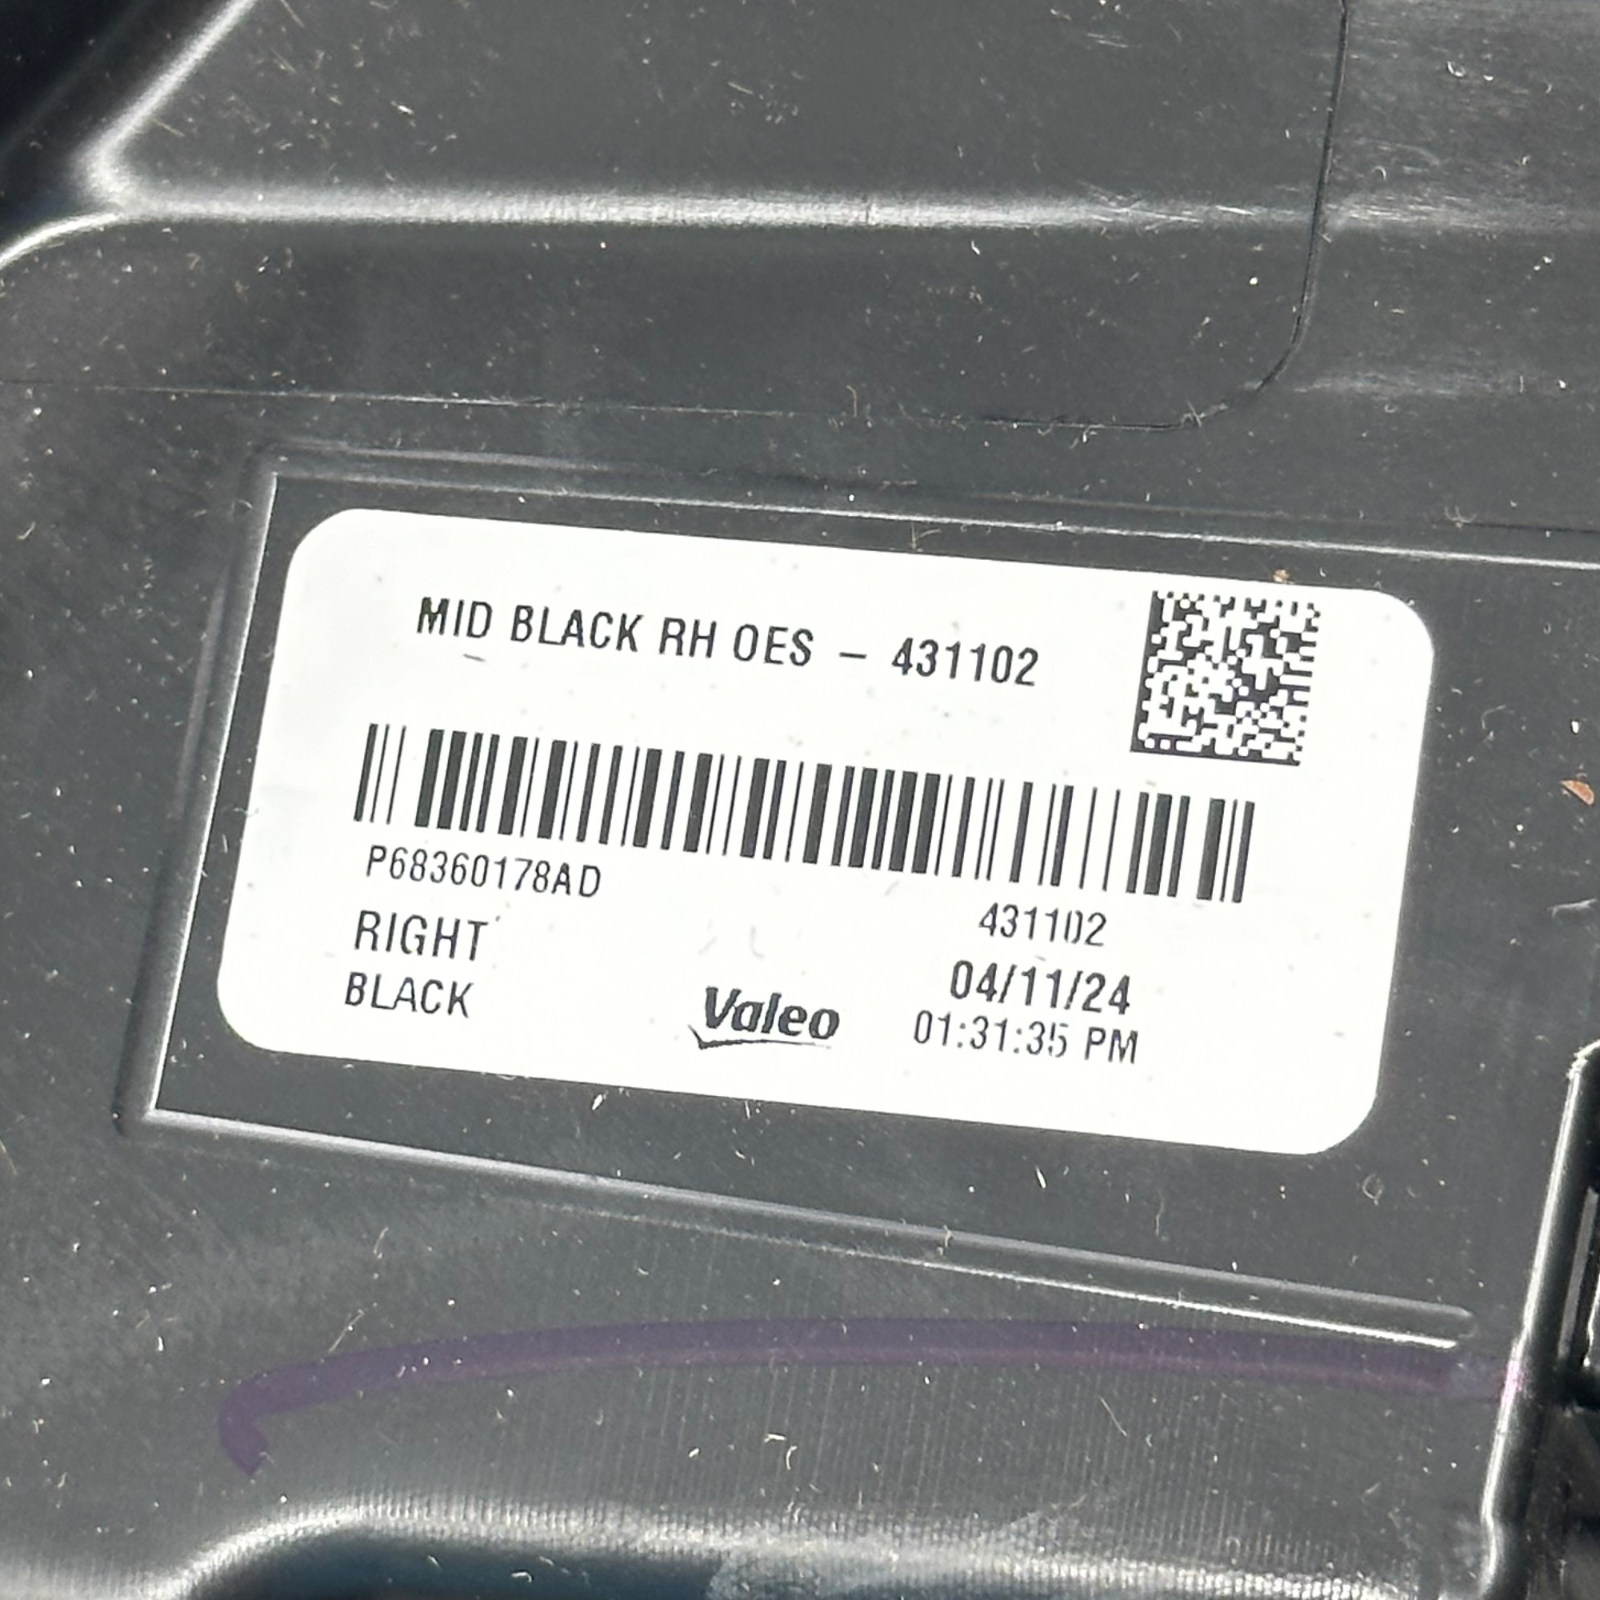 MID BLACK RH OES – 431102
P68360178AD
431102
RIGHT
04/11/24
BLACK
Valeo
01:31:35 PM